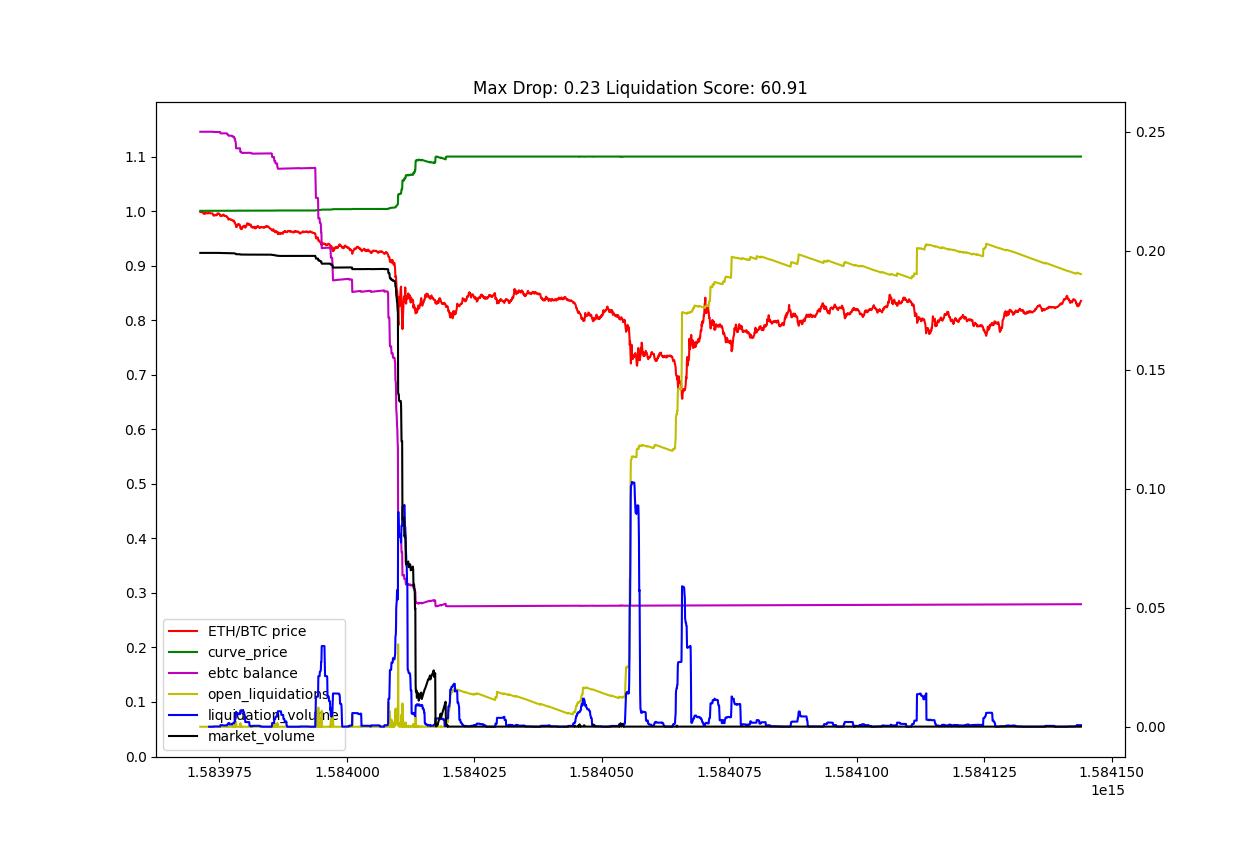 Max Drop: 0.23 Liquidation Score: 60.91
1.1
1.0
0.9
0.8
0.7
0.6
0.5
0.4
0.3
0.2
0.1
0.0
0.25
0.20
0.15
0.10
0.05
0.00
ETH/BTC price
curve_price
ebtc balance
open_liquidations
liquidation_volume
market_volume
1.583975 1.584000 1.584025 1.584050 1.584075 1.584100 1.584125 1.584150
1e15